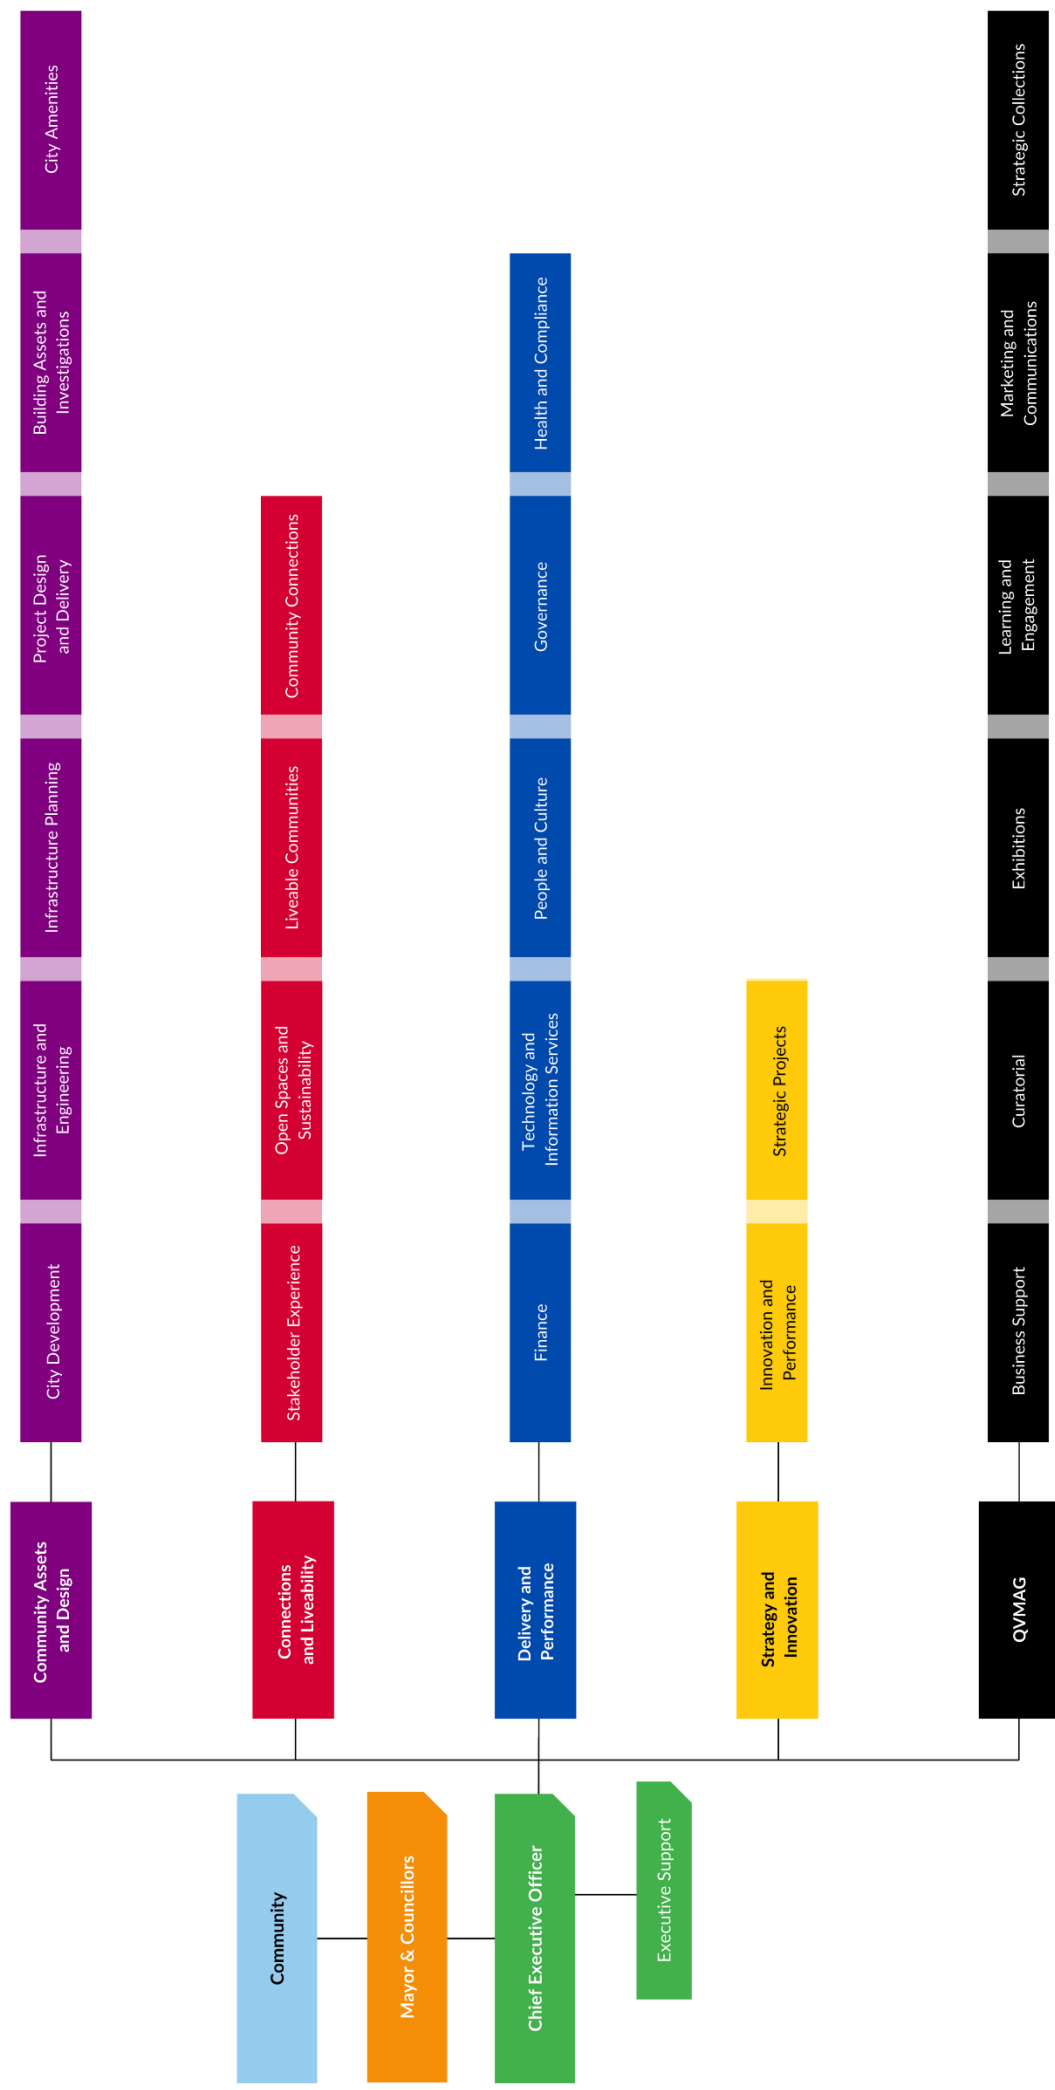 Community
Mayor & Councillors
Chief Executive Officer
Executive Support
Community Assets
and Design
City Development
Infrastructure and
Engineering
Infrastructure Planning
Project Design
and Delivery
Building Assets and
Investigations
City Amenities
Connections
and Liveability
Stakeholder Experience
Open Spaces and
Sustainability
Liveable Communities
Community Connections
Delivery and
Performance
Finance
Technology and
Information Services
People and Culture
Governance
Health and Compliance
Strategy and
Innovation
Innovation and
Performance
Strategic Projects
QVMAG
Business Support
Curatorial
Exhibitions
Learning and
Engagement
Marketing and
Communications
Strategic Collections